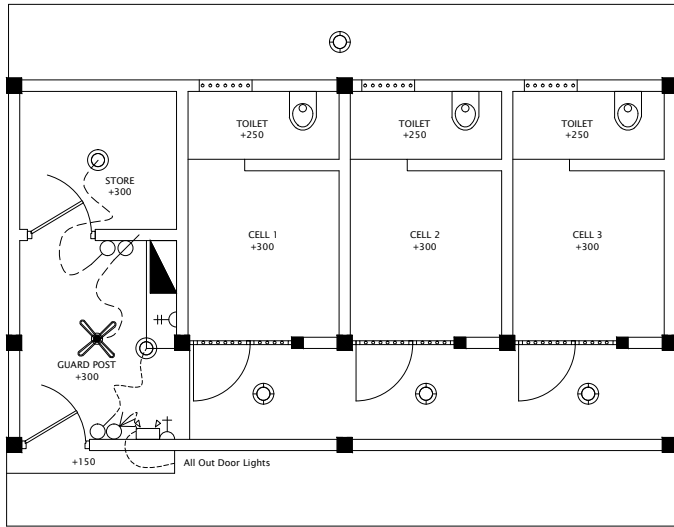 TOILET
+250
TOILET
+250
TOILET
+250
STORE
+300
CELL 1
+300
CELL 2
+300
CELL 3
+300
GUARD POST
+300
+150
All Out Door Lights